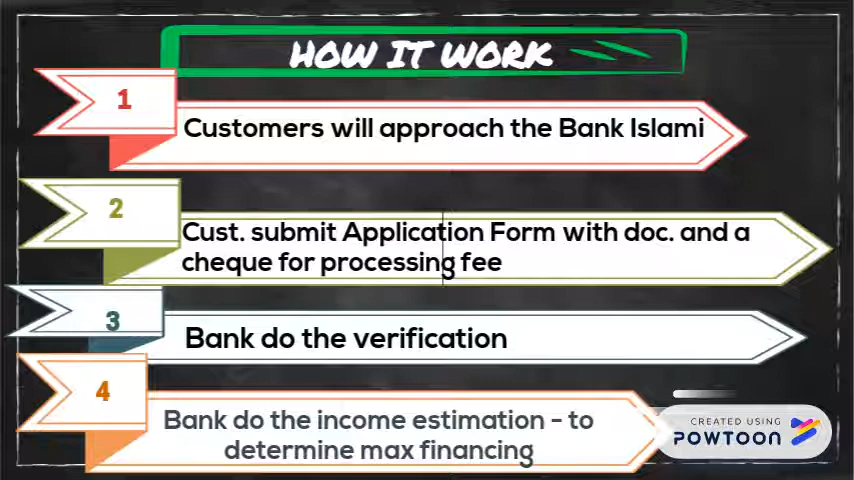 HOW IT WORK
1
Customers will approach the Bank Islami
2
Cust. submit Application Form with doc. and a
cheque for processing fee
3
Bank do the verification
4
Bank do the income estimation - to
determine max financing
CREATED USING
POWTOON